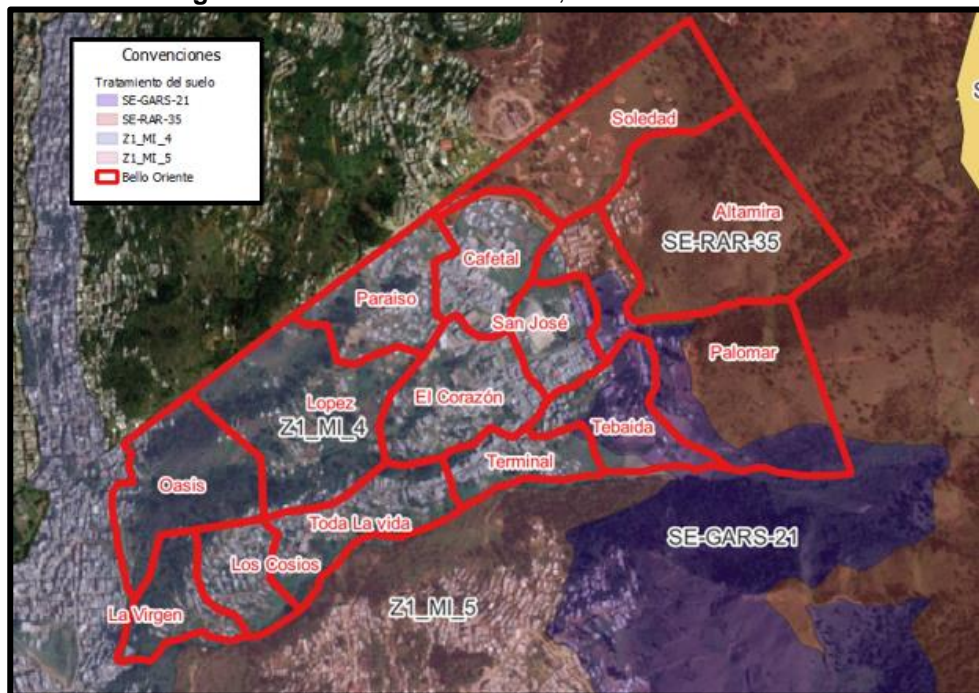 Convenciones
Tratamiento del suelo
SE-GARS-21
SE-RAR-35
Z1_MI_4
Z1_MI_5
Bello Oriente
Soledad
Altamira
SE-RAR-35
Cafetal
Paraiso
San José
Palomar
Lopez
El Corazón
Z1_MI_4
Tebaida
Terminal
Oasis
Toda La vida
SE-GARS-21
Los Cosios
La Virgen
Z1_MI_5